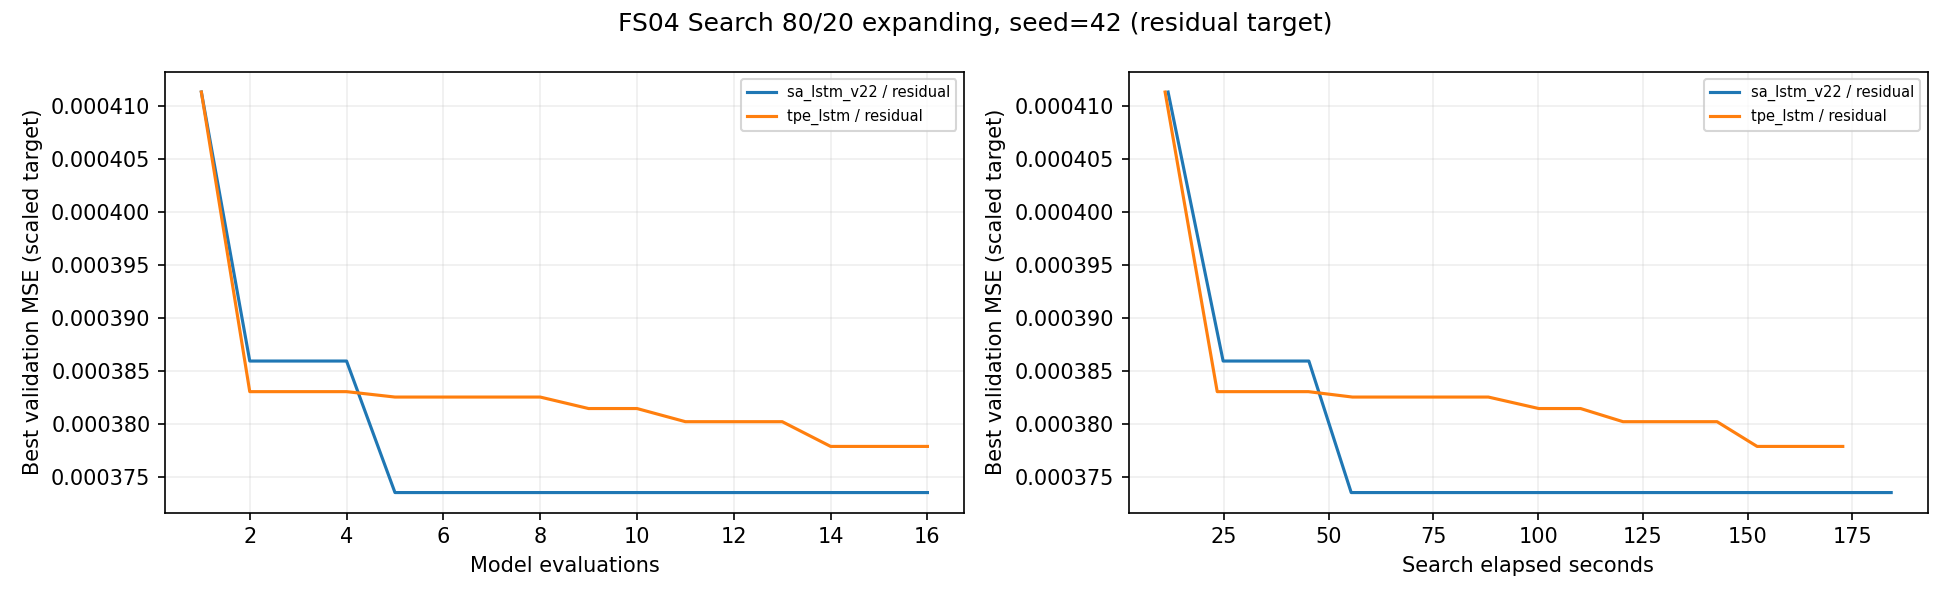 FS04 Search 80/20 expanding, seed=42 (residual target)
Best validation MSE (scaled target)
0.000410
0.000405
0.000400
0.000395
0.000390
0.000385
0.000380
0.000375
sa_lstm_v22 / residual
tpe_lstm / residual
2 4 6 8 10 12 14 16
Model evaluations
Best validation MSE (scaled target)
0.000410
0.000405
0.000400
0.000395
0.000390
0.000385
0.000380
0.000375
sa_lstm_v22 / residual
tpe_lstm / residual
25 50 75 100 125 150 175
Search elapsed seconds